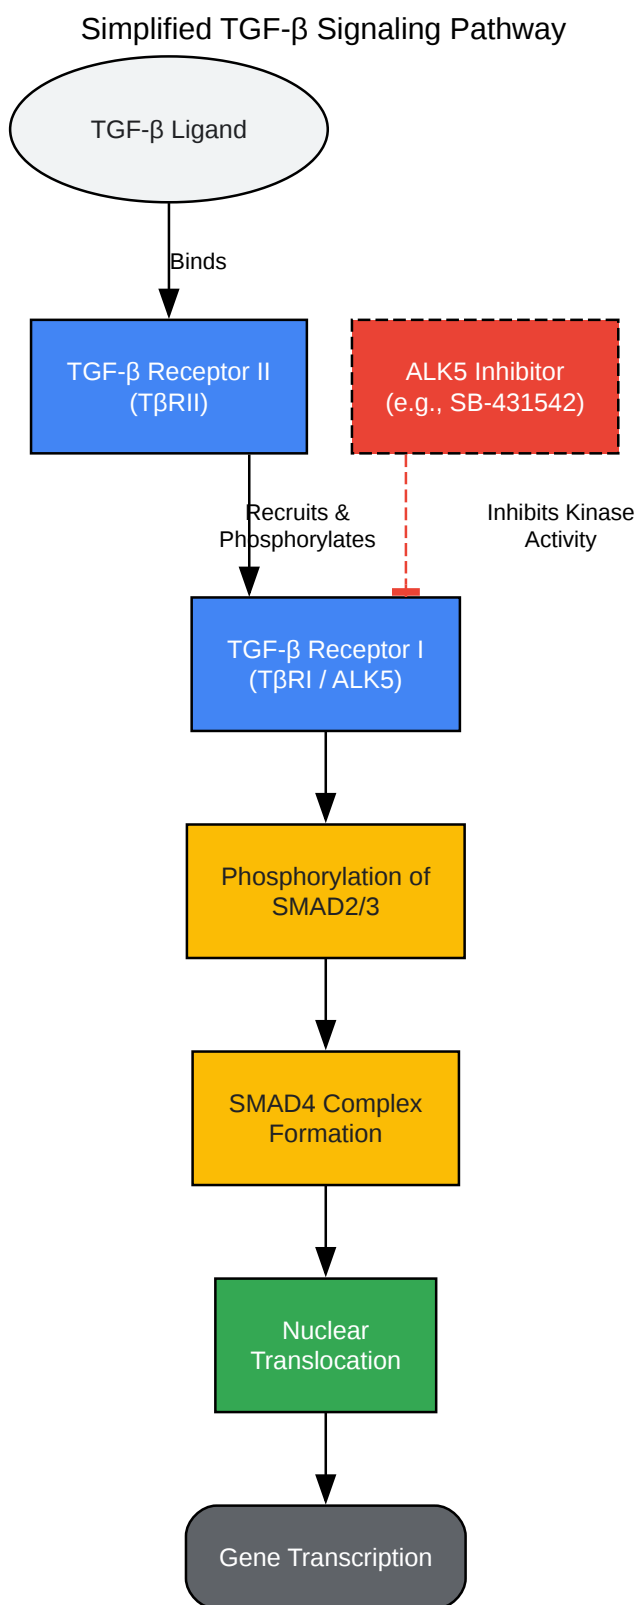 Simplified TGF-β Signaling Pathway
TGF-β Ligand
Binds
TGF-β Receptor II
(TβRII)
ALK5 Inhibitor
(e.g., SB-431542)
Recruits &
Phosphorylates
Inhibits Kinase
Activity
TGF-β Receptor I
(TβRI / ALK5)
Phosphorylation of
SMAD2/3
SMAD4 Complex
Formation
Nuclear
Translocation
Gene Transcription